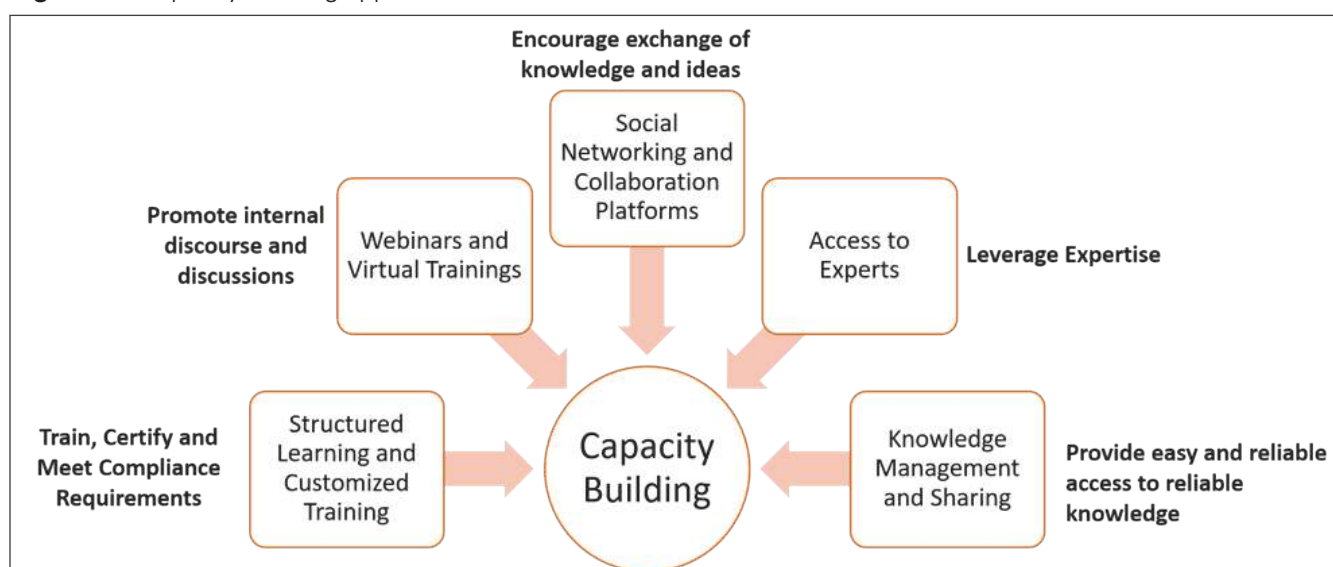 Encourage exchange of
knowledge and ideas
Social
Networking and
Collaboration
Platforms
Promote internal
discourse and
discussions
Webinars and
Virtual Trainings
Access to
Experts
Leverage Expertise
Train, Certify and
Meet Compliance
Requirements
Structured
Learning and
Customized
Training
Capacity
Building
Knowledge
Management
and Sharing
Provide easy and reliable
access to reliable
knowledge